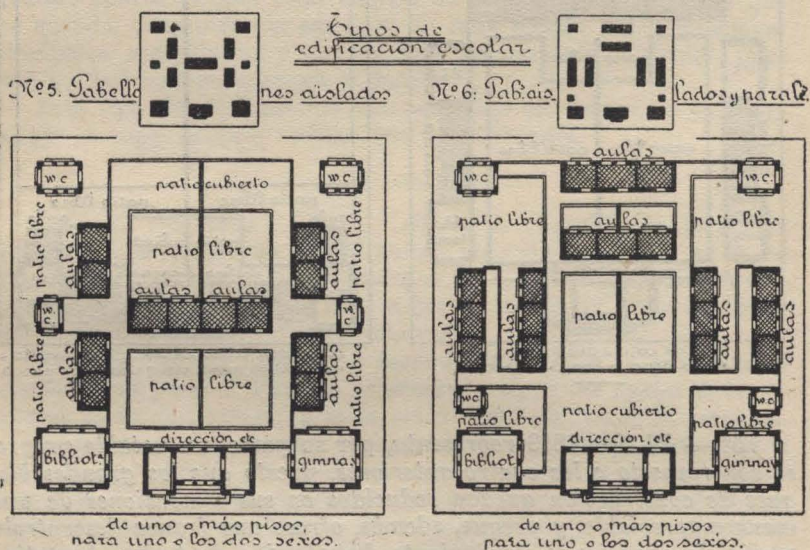 Tipos de
edificación escolar
Nº 5. Pabellones aislados
w.c.
w.c.
patio cubierto
patio libre
aulas
patio libre
patio libre
aulas
aulas
patio libre
w.c.
w.c.
patio libre
aulas
patio libre
aulas
patio libre
dirección, etc
bibliot.
gimnas
de uno o más pisos,
para uno o los dos sexos.
Nº 6: Pab. aislados y parale
aulas
w.c.
w.c.
patio libre
aulas
patio libre
patio libre
aulas
aulas
aulas
aulas
w.c.
w.c.
patio libre
patio cubierto
patio libre
dirección, etc
bibliot.
gimnas
de uno o más pisos,
para uno o los dos sexos.